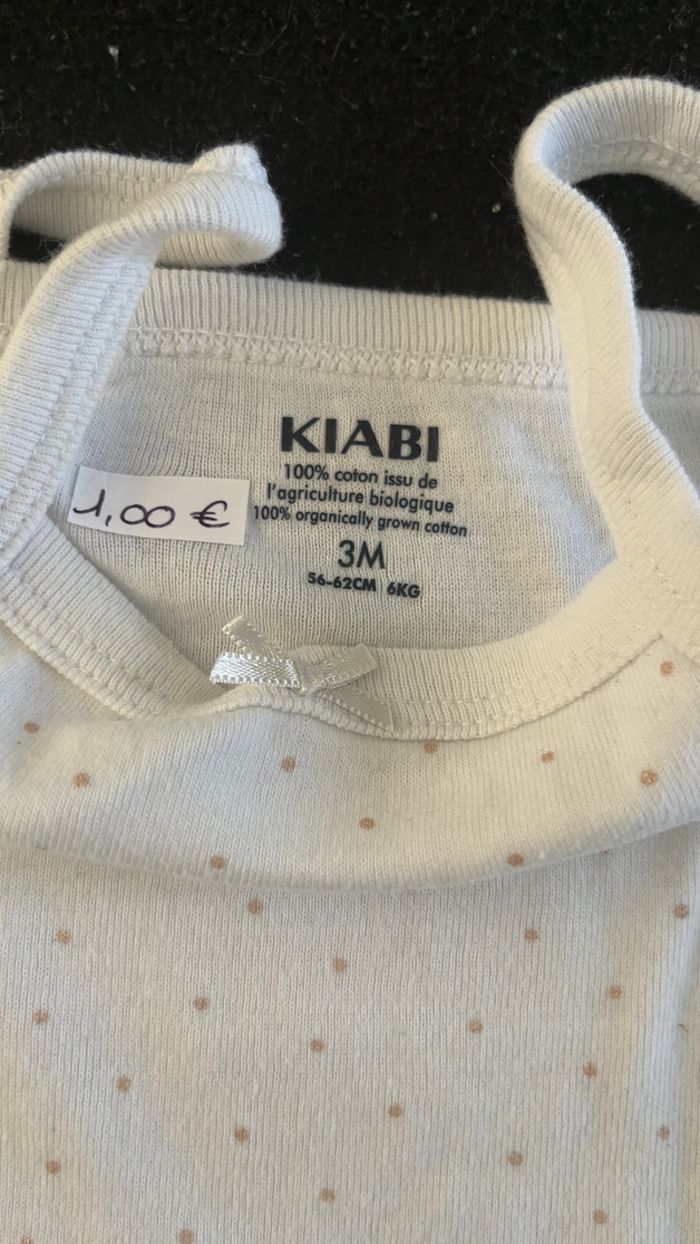 KIABI
100% coton issu de
l'agriculture biologique
100% organically grown cotton
3M
56-62CM 6KG
1,00 €